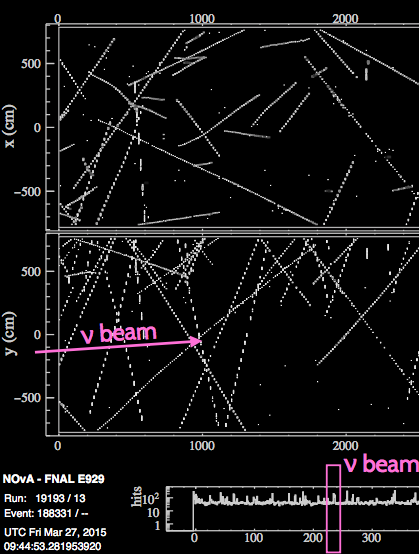 0 1000 2000
500
x (cm)
0
−500
500
y (cm)
0
−500
ν beam
0 1000 2000
ν beam
NOvA - FNAL E929
Run: 19193 / 13
Event: 188331 / --
UTC Fri Mar 27, 2015
09:44:53.281953920
hits
10²
10
1
0 100 200 300